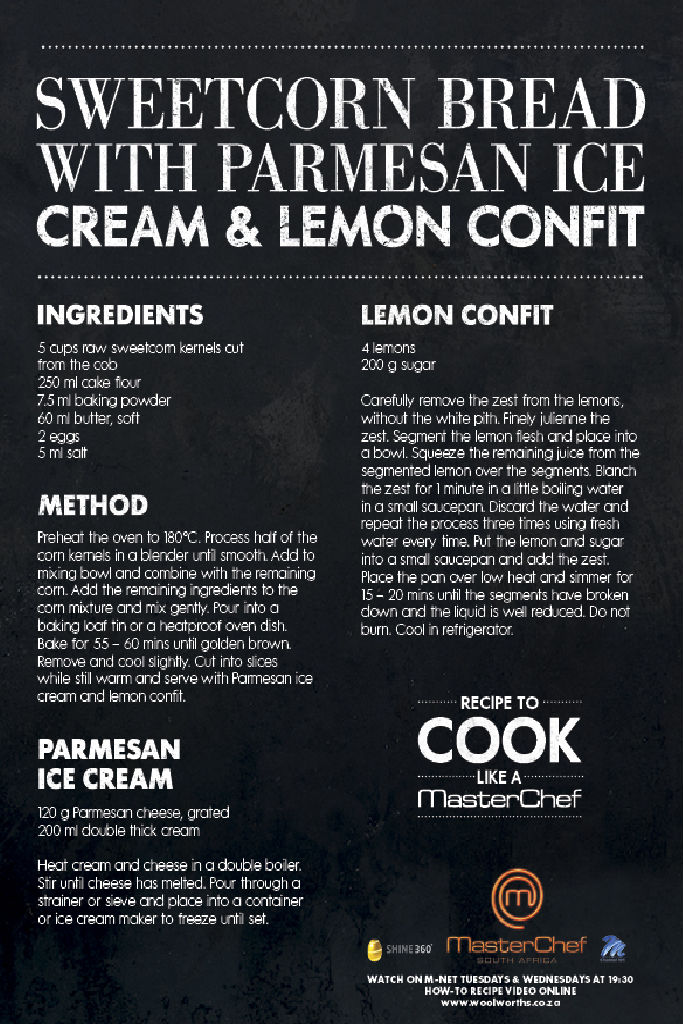 SWEETCORN BREAD
WITH PARMESAN ICE
CREAM & LEMON CONFIT
INGREDIENTS
5 cups raw sweetcorn kernels cut
from the cob
250 ml cake flour
7.5 ml baking powder
60 ml butter, soft
2 eggs
5 ml salt
METHOD
Preheat the oven to 180°C. Process half of the
corn kernels in a blender until smooth. Add to
mixing bowl and combine with the remaining
corn. Add the remaining ingredients to the
corn mixture and mix gently. Pour into a
baking loaf tin or a heatproof oven dish.
Bake for 55 – 60 mins until golden brown.
Remove and cool slightly. Cut into slices
while still warm and serve with Parmesan ice
cream and lemon confit.
PARMESAN
ICE CREAM
120 g Parmesan cheese, grated
200 ml double thick cream
Heat cream and cheese in a double boiler.
Stir until cheese has melted. Pour through a
strainer or sieve and place into a container
or ice cream maker to freeze until set.
LEMON CONFIT
4 lemons
200 g sugar
Carefully remove the zest from the lemons,
without the white pith. Finely julienne the
zest. Segment the lemon flesh and place into
a bowl. Squeeze the remaining juice from the
segmented lemon over the segments. Blanch
the zest for 1 minute in a little boiling water
in a small saucepan. Discard the water and
repeat the process three times using fresh
water every time. Put the lemon and sugar
into a small saucepan and add the zest.
Place the pan over low heat and simmer for
15 – 20 mins until the segments have broken
down and the liquid is well reduced. Do not
burn. Cool in refrigerator.
RECIPE TO
COOK
LIKE A
MasterChef
SHINE360°
MasterChef
SOUTH AFRICA
WATCH ON M-NET TUESDAYS & WEDNESDAYS AT 19:30
HOW-TO RECIPE VIDEO ONLINE
www.woolworths.co.za